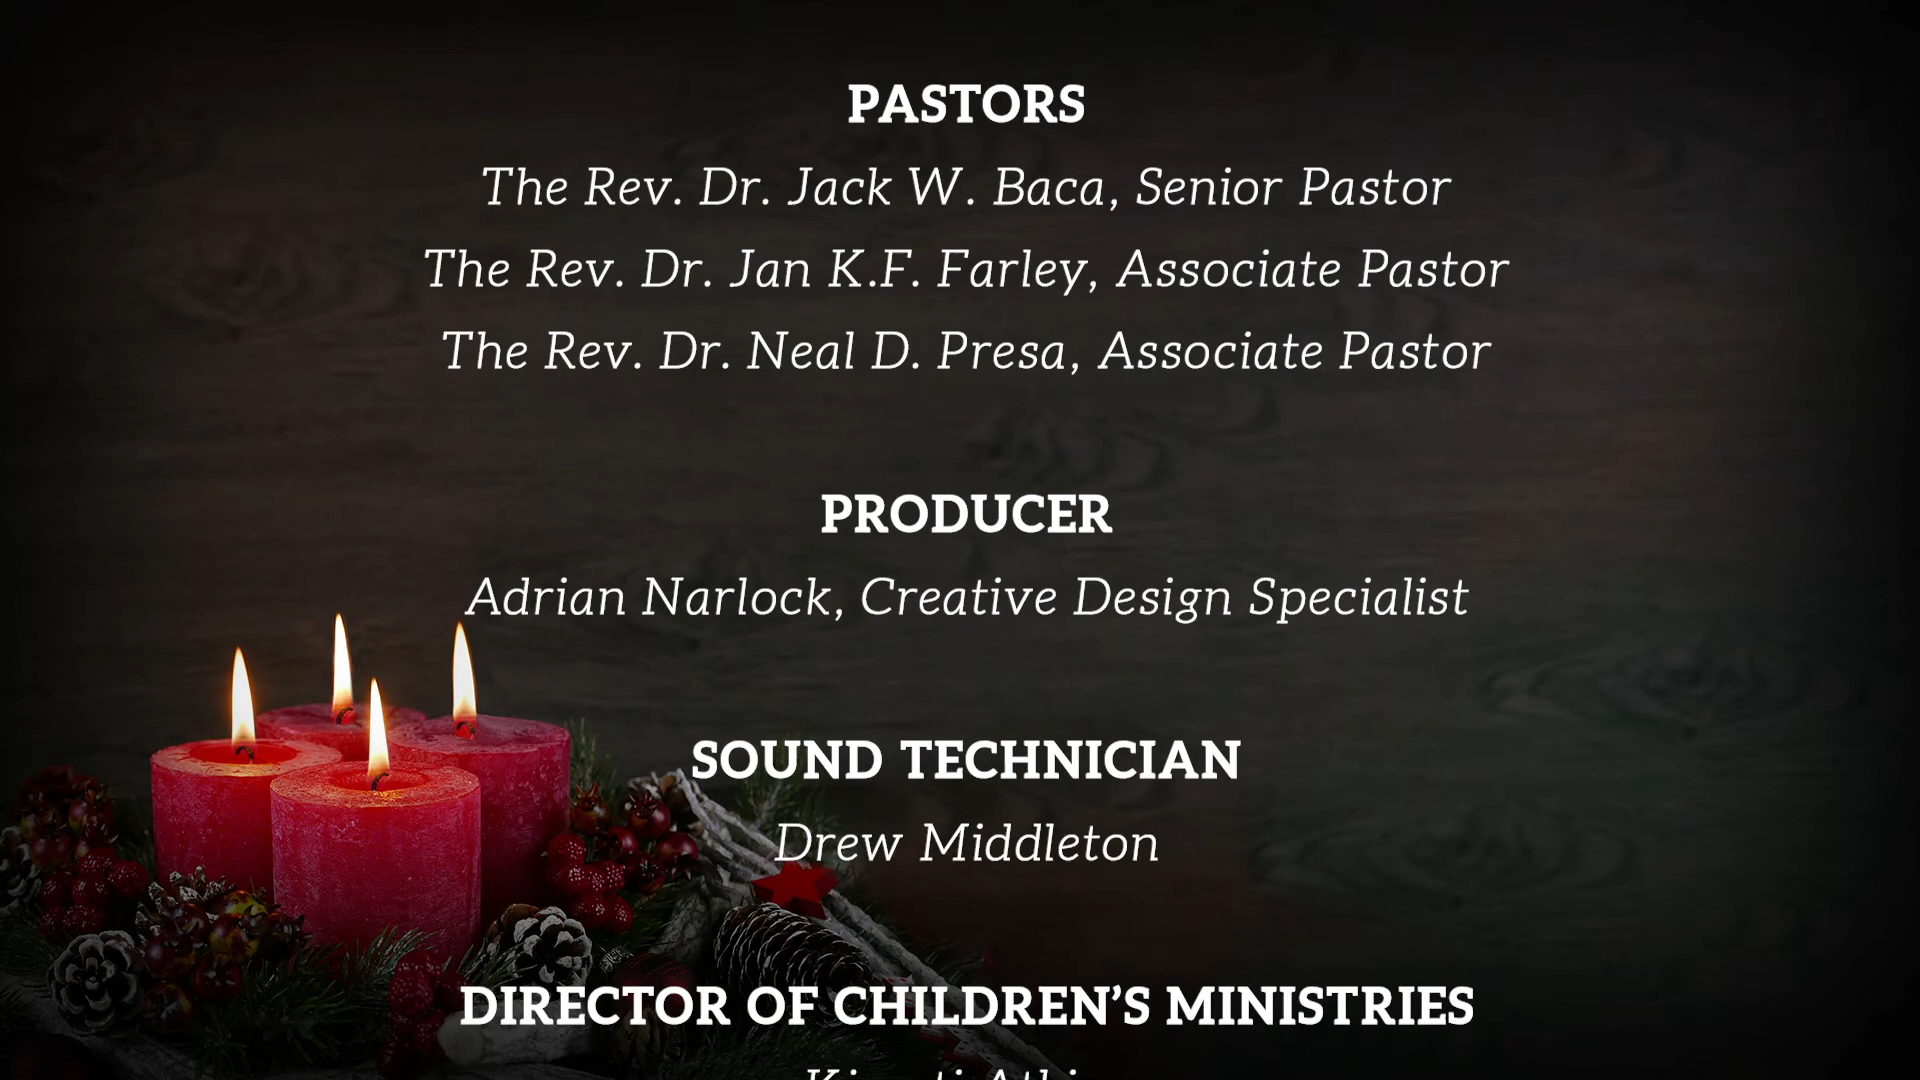 PASTORS
The Rev. Dr. Jack W. Baca, Senior Pastor
The Rev. Dr. Jan K.F. Farley, Associate Pastor
The Rev. Dr. Neal D. Presa, Associate Pastor
PRODUCER
Adrian Narlock, Creative Design Specialist
SOUND TECHNICIAN
Drew Middleton
DIRECTOR OF CHILDREN’S MINISTRIES